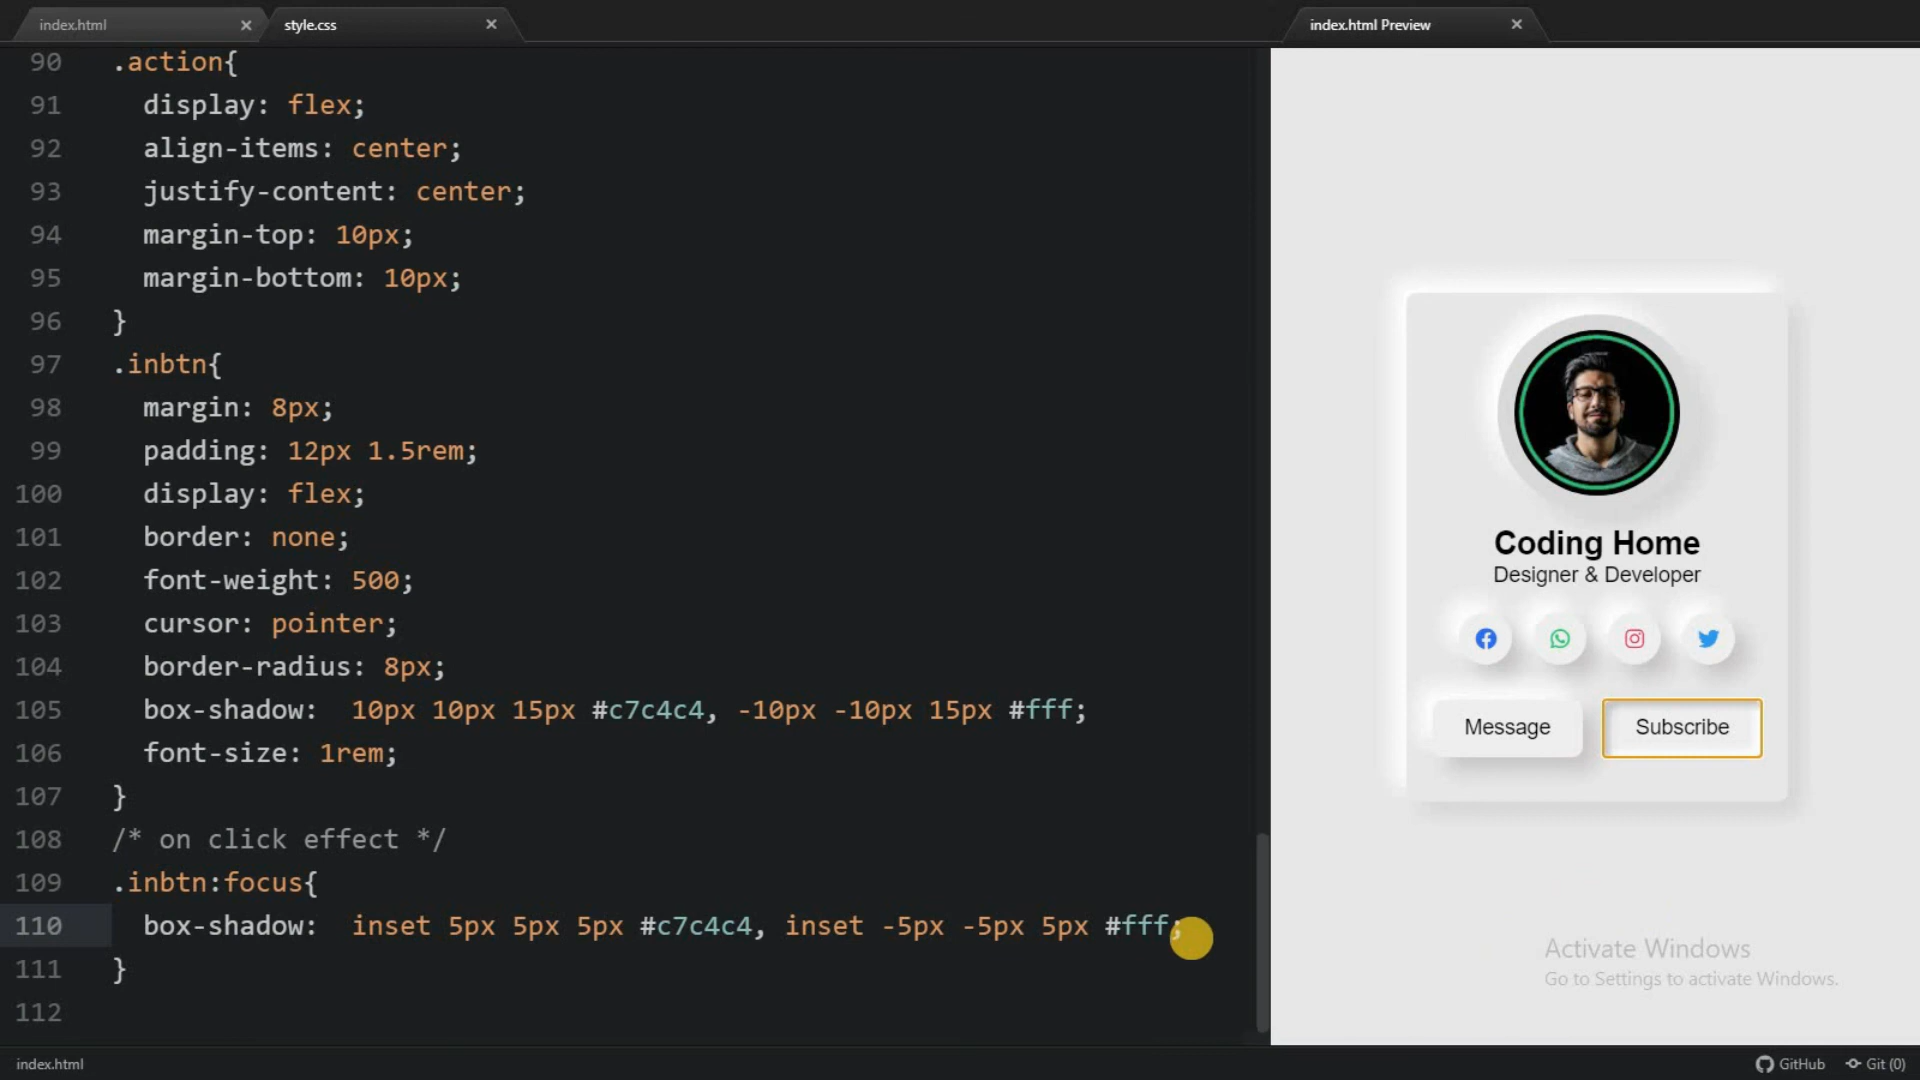 index.html
style.css
index.html Preview
90 .action{
91 display: flex;
92 align-items: center;
93 justify-content: center;
94 margin-top: 10px;
95 margin-bottom: 10px;
96 }
97 .inbtn{
98 margin: 8px;
99 padding: 12px 1.5rem;
100 display: flex;
101 border: none;
102 font-weight: 500;
103 cursor: pointer;
104 border-radius: 8px;
105 box-shadow:  10px 10px 15px #c7c4c4, -10px -10px 15px #fff;
106 font-size: 1rem;
107 }
108 /* on click effect */
109 .inbtn:focus{
110 box-shadow:  inset 5px 5px 5px #c7c4c4, inset -5px -5px 5px #fff;
111 }
112
Coding Home
Designer & Developer
Message
Subscribe
Activate Windows
Go to Settings to activate Windows.
index.html
GitHub
Git (0)